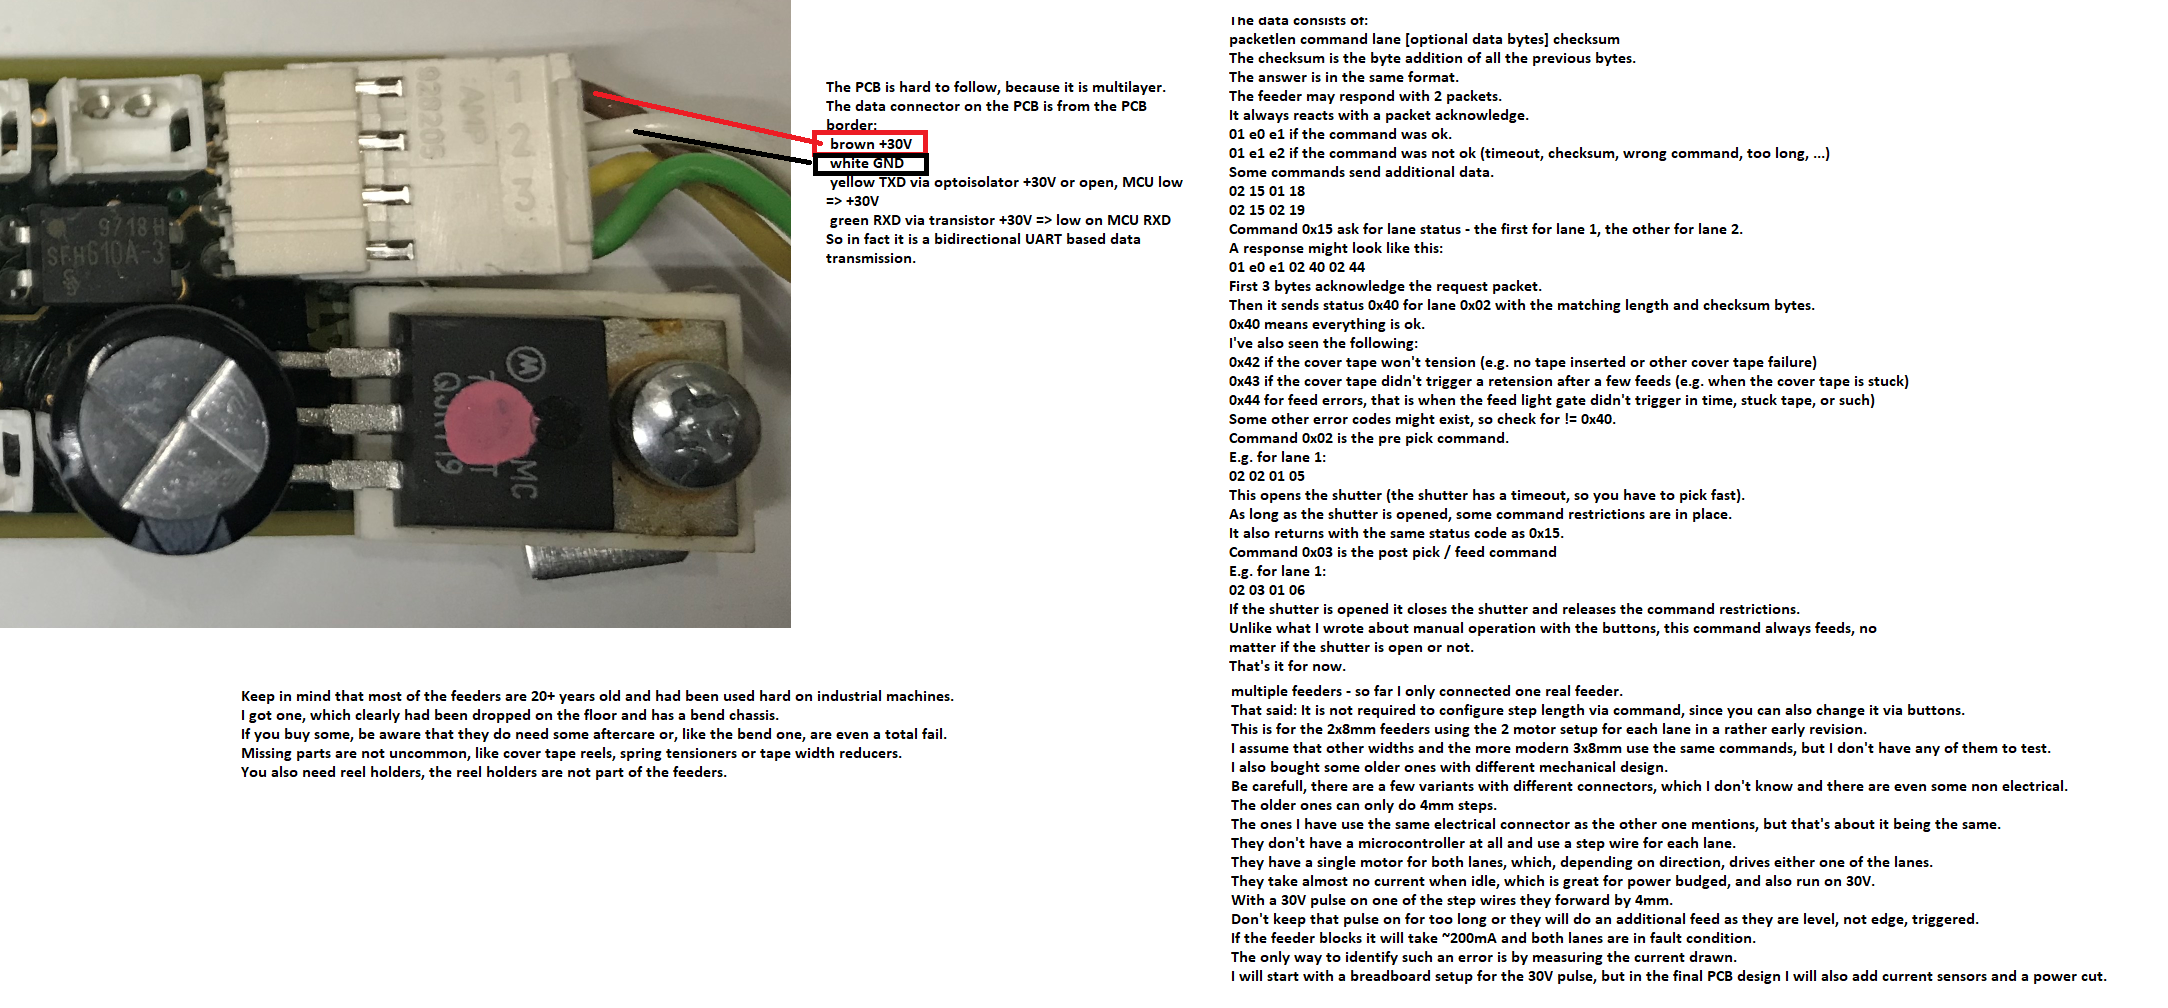 1
2
3
AMP
9718H
SFH610A-3
MC
The PCB is hard to follow, because it is multilayer.
The data connector on the PCB is from the PCB
border:
brown +30V
white GND
yellow TXD via optoisolator +30V or open, MCU low
=> +30V
green RXD via transistor +30V => low on MCU RXD
So in fact it is a bidirectional UART based data
transmission.
Keep in mind that most of the feeders are 20+ years old and had been used hard on industrial machines.
I got one, which clearly had been dropped on the floor and has a bend chassis.
If you buy some, be aware that they do need some aftercare or, like the bend one, are even a total fail.
Missing parts are not uncommon, like cover tape reels, spring tensioners or tape width reducers.
You also need reel holders, the reel holders are not part of the feeders.
The data consists of:
packetlen command lane [optional data bytes] checksum
The checksum is the byte addition of all the previous bytes.
The answer is in the same format.
The feeder may respond with 2 packets.
It always reacts with a packet acknowledge.
01 e0 e1 if the command was ok.
01 e1 e2 if the command was not ok (timeout, checksum, wrong command, too long, ...)
Some commands send additional data.
02 15 01 18
02 15 02 19
Command 0x15 ask for lane status - the first for lane 1, the other for lane 2.
A response might look like this:
01 e0 e1 02 40 02 44
First 3 bytes acknowledge the request packet.
Then it sends status 0x40 for lane 0x02 with the matching length and checksum bytes.
0x40 means everything is ok.
I've also seen the following:
0x42 if the cover tape won't tension (e.g. no tape inserted or other cover tape failure)
0x43 if the cover tape didn't trigger a retension after a few feeds (e.g. when the cover tape is stuck)
0x44 for feed errors, that is when the feed light gate didn't trigger in time, stuck tape, or such)
Some other error codes might exist, so check for != 0x40.
Command 0x02 is the pre pick command.
E.g. for lane 1:
02 02 01 05
This opens the shutter (the shutter has a timeout, so you have to pick fast).
As long as the shutter is opened, some command restrictions are in place.
It also returns with the same status code as 0x15.
Command 0x03 is the post pick / feed command
E.g. for lane 1:
02 03 01 06
If the shutter is opened it closes the shutter and releases the command restrictions.
Unlike what I wrote about manual operation with the buttons, this command always feeds, no
matter if the shutter is open or not.
That's it for now.
multiple feeders - so far I only connected one real feeder.
That said: It is not required to configure step length via command, since you can also change it via buttons.
This is for the 2x8mm feeders using the 2 motor setup for each lane in a rather early revision.
I assume that other widths and the more modern 3x8mm use the same commands, but I don't have any of them to test.
I also bought some older ones with different mechanical design.
Be carefull, there are a few variants with different connectors, which I don't know and there are even some non electrical.
The older ones can only do 4mm steps.
The ones I have use the same electrical connector as the other one mentions, but that's about it being the same.
They don't have a microcontroller at all and use a step wire for each lane.
They have a single motor for both lanes, which, depending on direction, drives either one of the lanes.
They take almost no current when idle, which is great for power budged, and also run on 30V.
With a 30V pulse on one of the step wires they forward by 4mm.
Don't keep that pulse on for too long or they will do an additional feed as they are level, not edge, triggered.
If the feeder blocks it will take ~200mA and both lanes are in fault condition.
The only way to identify such an error is by measuring the current drawn.
I will start with a breadboard setup for the 30V pulse, but in the final PCB design I will also add current sensors and a power cut.